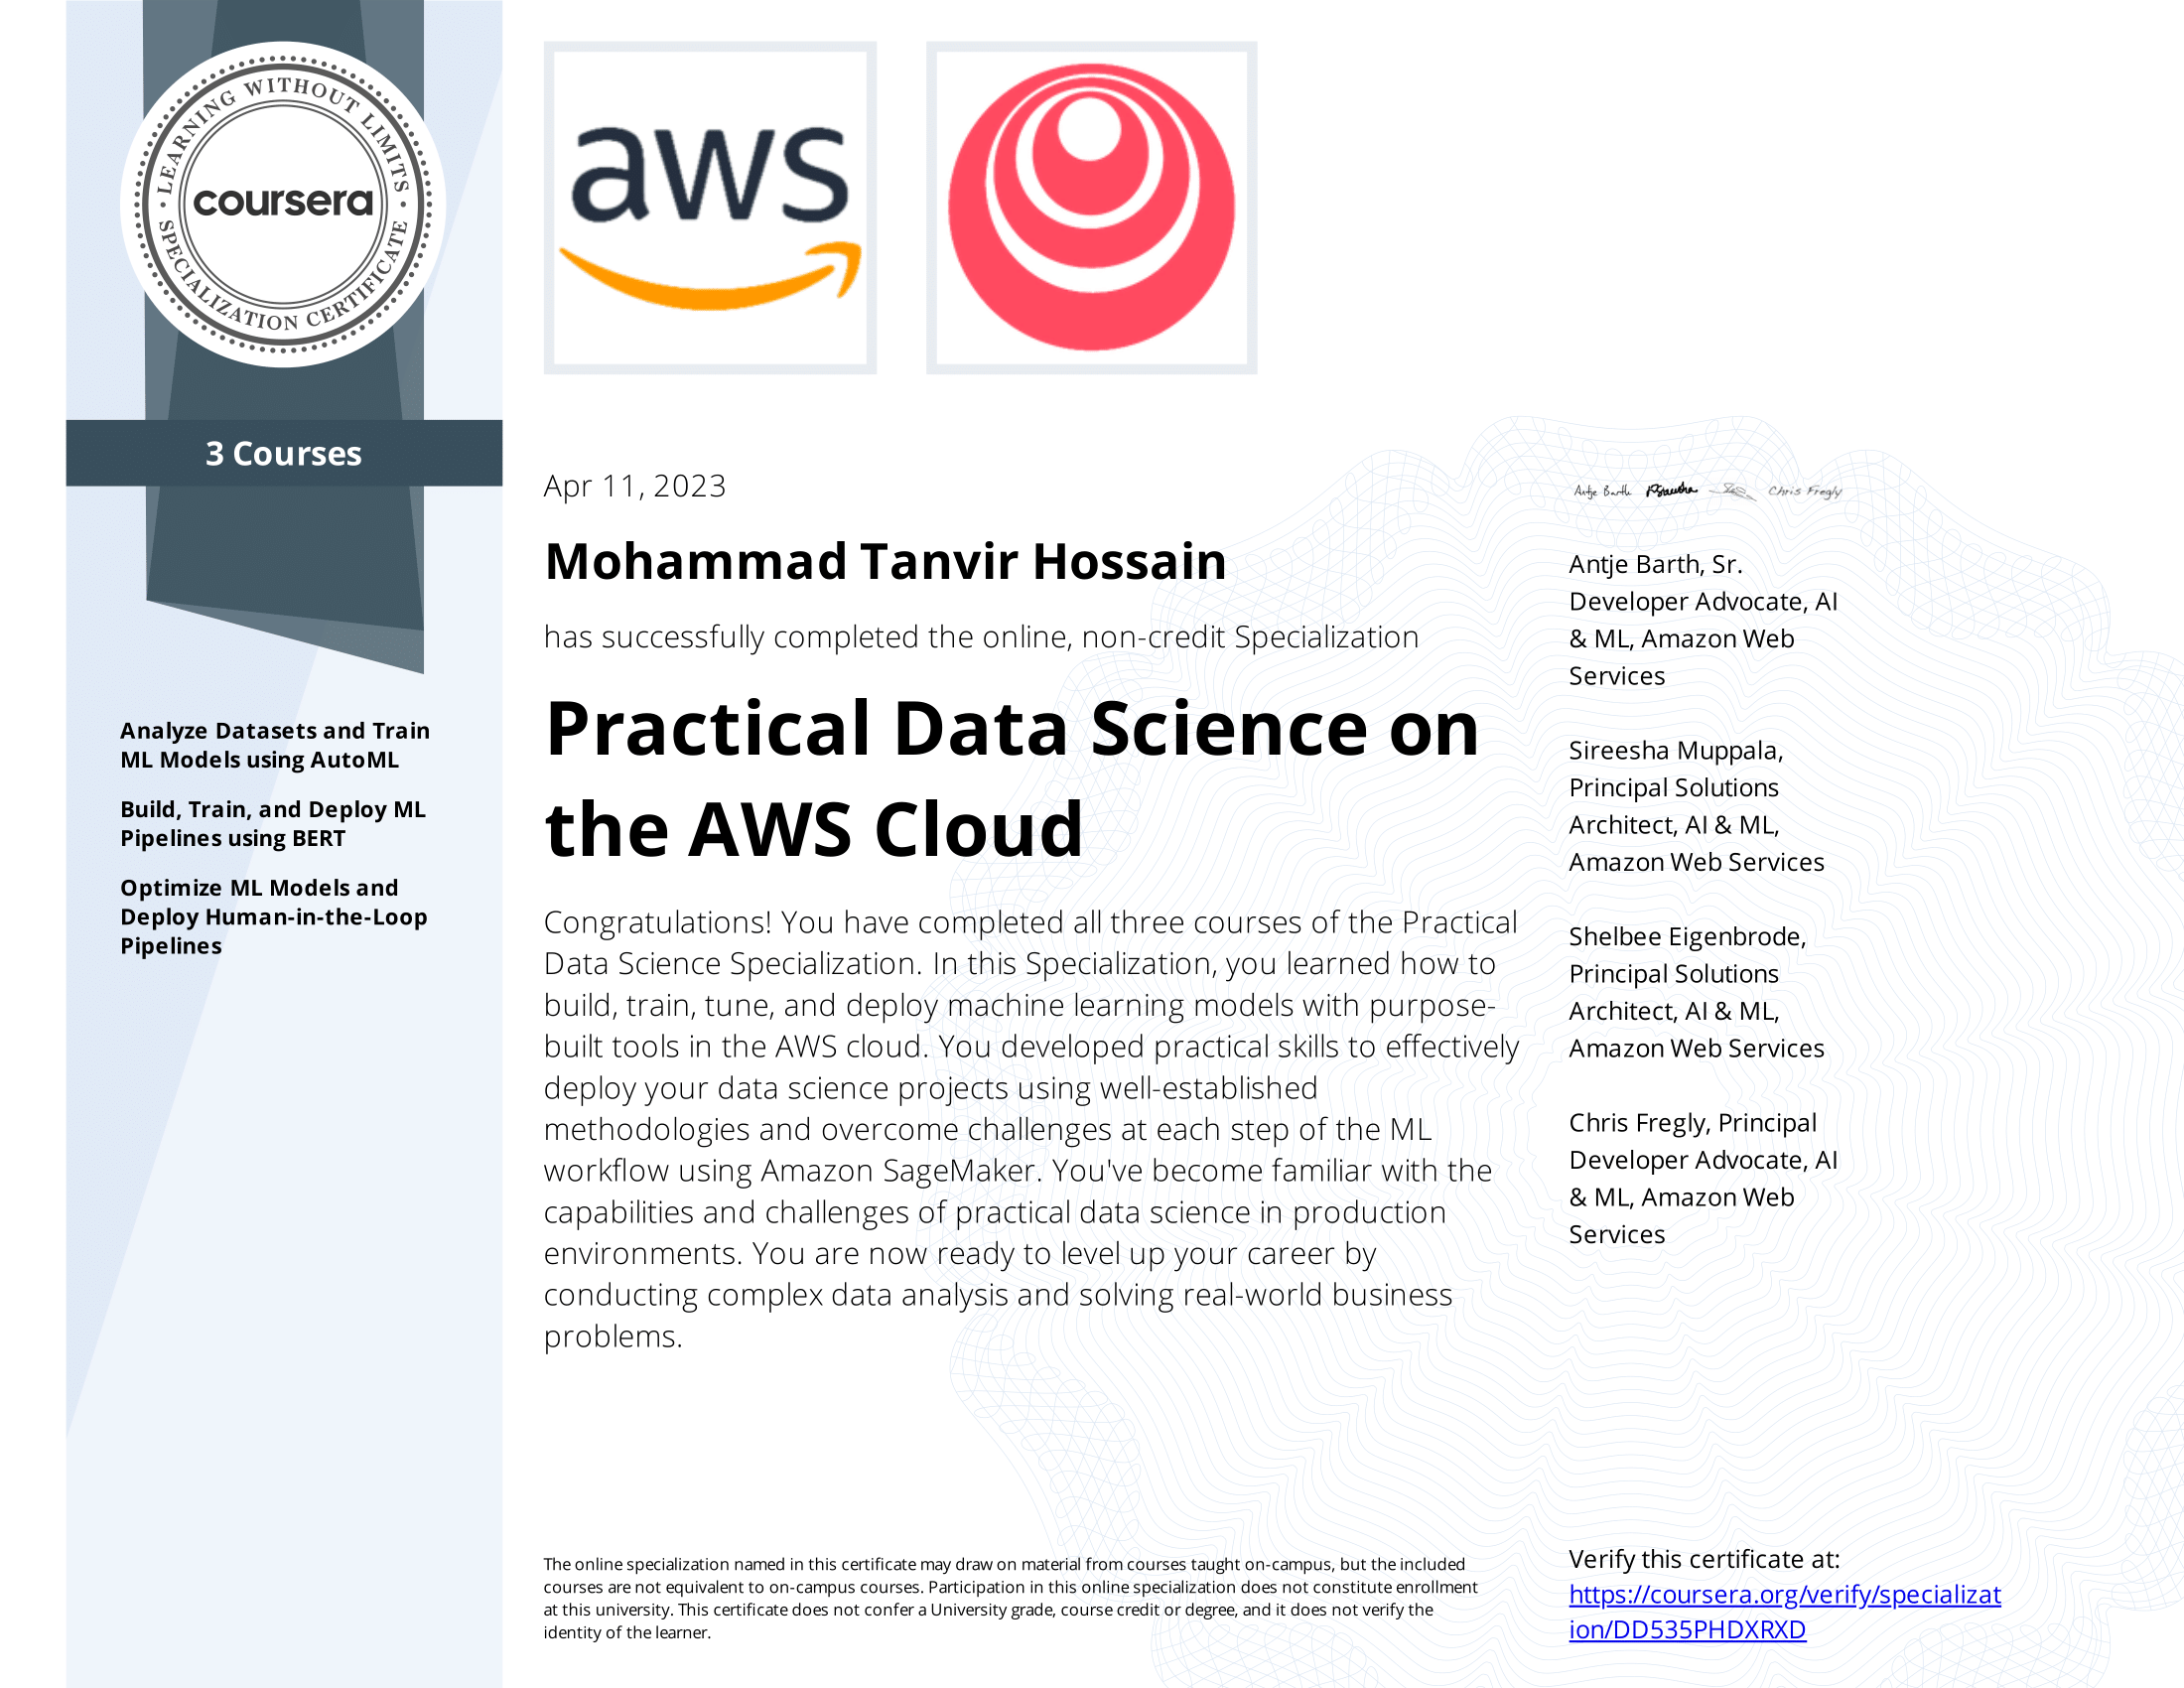 LEARNING WITHOUT LIMITS
coursera
SPECIALIZATION CERTIFICATE
3 Courses
Analyze Datasets and Train
ML Models using AutoML
Build, Train, and Deploy ML
Pipelines using BERT
Optimize ML Models and
Deploy Human-in-the-Loop
Pipelines
aws
Apr 11, 2023
Mohammad Tanvir Hossain
has successfully completed the online, non-credit Specialization
Practical Data Science on
the AWS Cloud
Congratulations! You have completed all three courses of the Practical
Data Science Specialization. In this Specialization, you learned how to
build, train, tune, and deploy machine learning models with purpose-
built tools in the AWS cloud. You developed practical skills to effectively
deploy your data science projects using well-established
methodologies and overcome challenges at each step of the ML
workflow using Amazon SageMaker. You've become familiar with the
capabilities and challenges of practical data science in production
environments. You are now ready to level up your career by
conducting complex data analysis and solving real-world business
problems.
The online specialization named in this certificate may draw on material from courses taught on-campus, but the included
courses are not equivalent to on-campus courses. Participation in this online specialization does not constitute enrollment
at this university. This certificate does not confer a University grade, course credit or degree, and it does not verify the
identity of the learner.
Antje Barth Chris Fregly
Antje Barth, Sr.
Developer Advocate, AI
& ML, Amazon Web
Services
Sireesha Muppala,
Principal Solutions
Architect, AI & ML,
Amazon Web Services
Shelbee Eigenbrode,
Principal Solutions
Architect, AI & ML,
Amazon Web Services
Chris Fregly, Principal
Developer Advocate, AI
& ML, Amazon Web
Services
Verify this certificate at:
https://coursera.org/verify/specializat
ion/DD535PHDXRXD